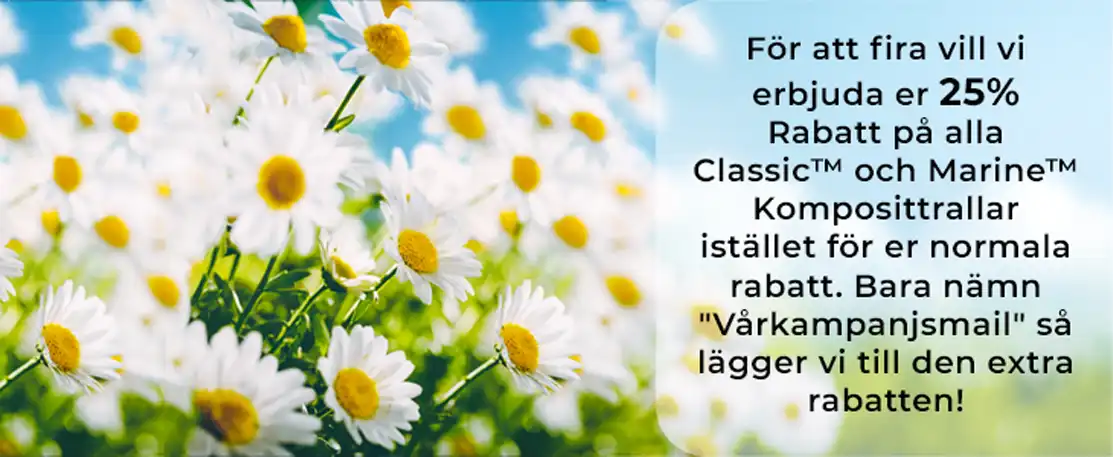 För att fira vill vi
erbjuda er 25%
Rabatt på alla
Classic™ och Marine™
Komposittrallar
istället för er normala
rabatt. Bara nämn
"Vårkampanjsmail" så
lägger vi till den extra
rabatten!